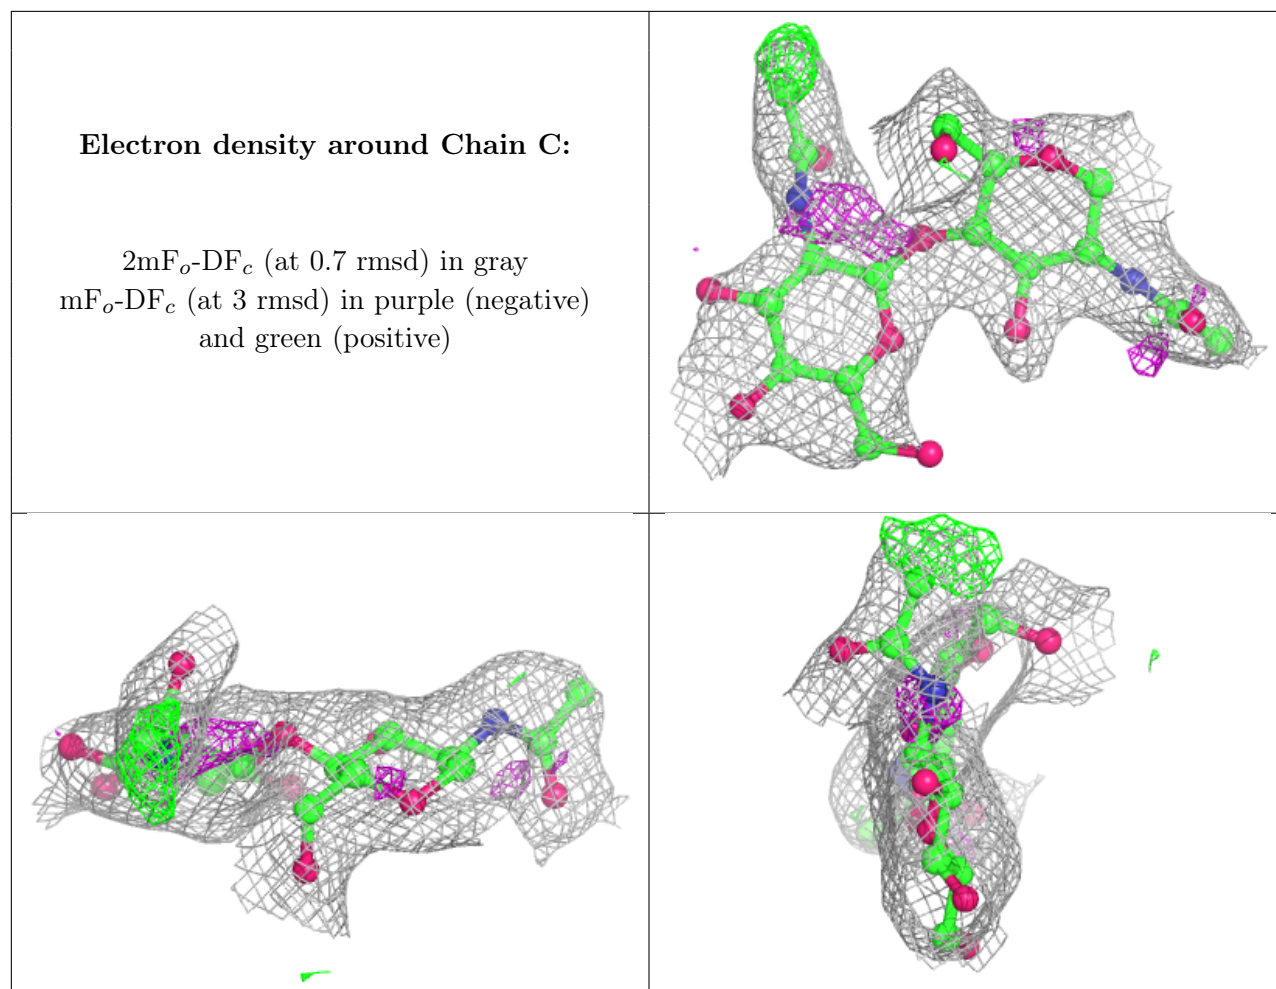 Electron density around Chain C:
2mFo-DFc (at 0.7 rmsd) in gray
mFo-DFc (at 3 rmsd) in purple (negative)
and green (positive)